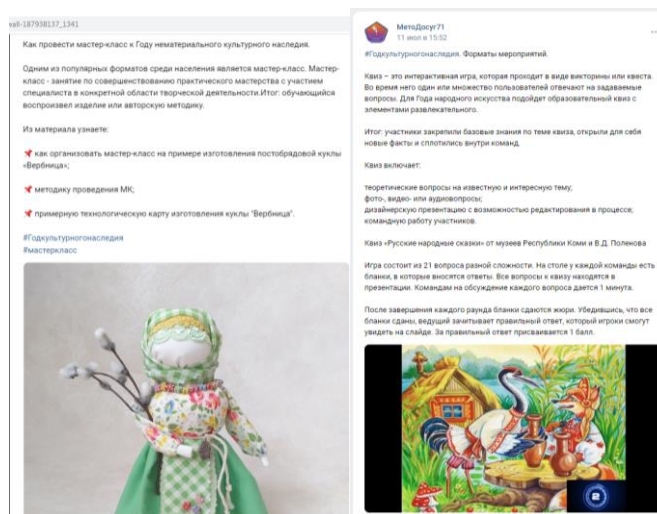 wall-187938137_1341
Как провести мастер-класс к Году нематериального культурного наследия.
Одним из популярных форматов среди населения является мастер-класс. Мастер-
класс - занятие по совершенствованию практического мастерства с участием
специалиста в конкретной области творческой деятельности.Итог: обучающийся
воспроизвел изделие или авторскую методику.
Из материала узнаете:
📌 как организовать мастер-класс на примере изготовления постобрядовой куклы
«Вербница»;
📌 методику проведения МК;
📌 примерную технологическую карту изготовления куклы "Вербница".
#Годкультурногонаследия
#мастеркласс
МетоДосуг71
11 июл в 15:52
#Годкультурногонаследия. Форматы мероприятий.
Квиз – это интерактивная игра, которая проходит в виде викторины или квеста.
Во время него один или множество пользователей отвечают на задаваемые
вопросы. Для Года народного искусства подойдет образовательный квиз с
элементами развлекательного.
Итог: участники закрепили базовые знания по теме квиза, открыли для себя
новые факты и сплотились внутри команд.
Квиз включает:
теоретические вопросы на известную и интересную тему;
фото-, видео- или аудиовопросы;
дизайнерскую презентацию с возможностью редактирования в процессе;
командную работу участников.
Квиз «Русские народные сказки» от музеев Республики Коми и В.Д. Поленова
Игра состоит из 21 вопроса разной сложности. На столе у каждой команды есть
бланки, в которые вносятся ответы. Все вопросы к квизу находятся в
презентации. Командам на обсуждение каждого вопроса дается 1 минута.
После завершения каждого раунда бланки сдаются жюри. Убедившись, что все
бланки сданы, ведущий зачитывает правильный ответ, который игроки смогут
увидеть на слайде. За правильный ответ присваивается 1 балл.
2